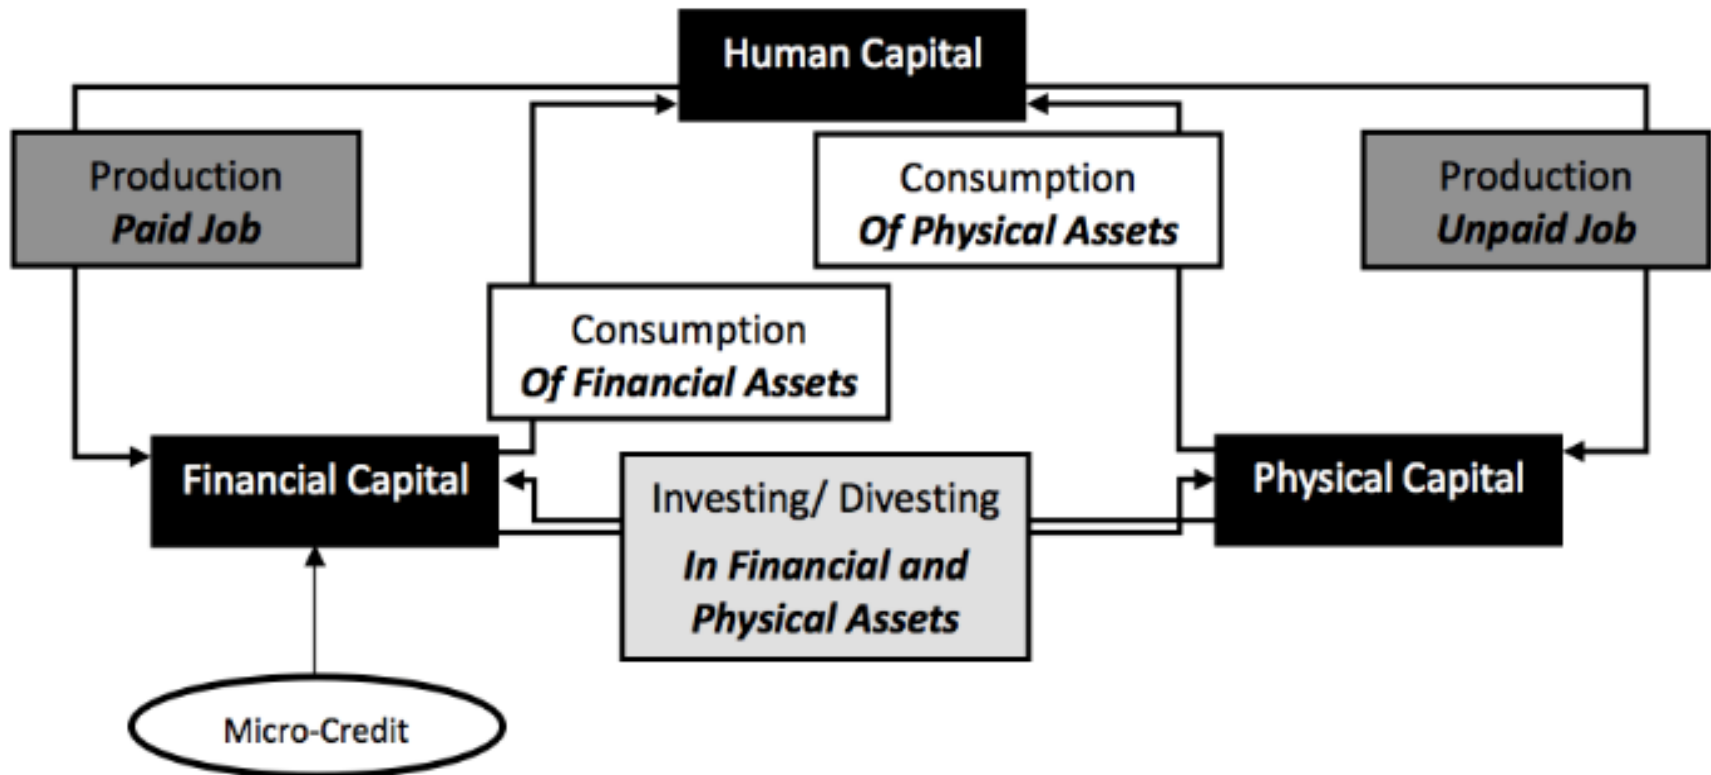 Human Capital
Production
Paid Job
Consumption
Of Physical Assets
Production
Unpaid Job
Consumption
Of Financial Assets
Financial Capital
Investing/ Divesting
In Financial and
Physical Assets
Physical Capital
Micro-Credit